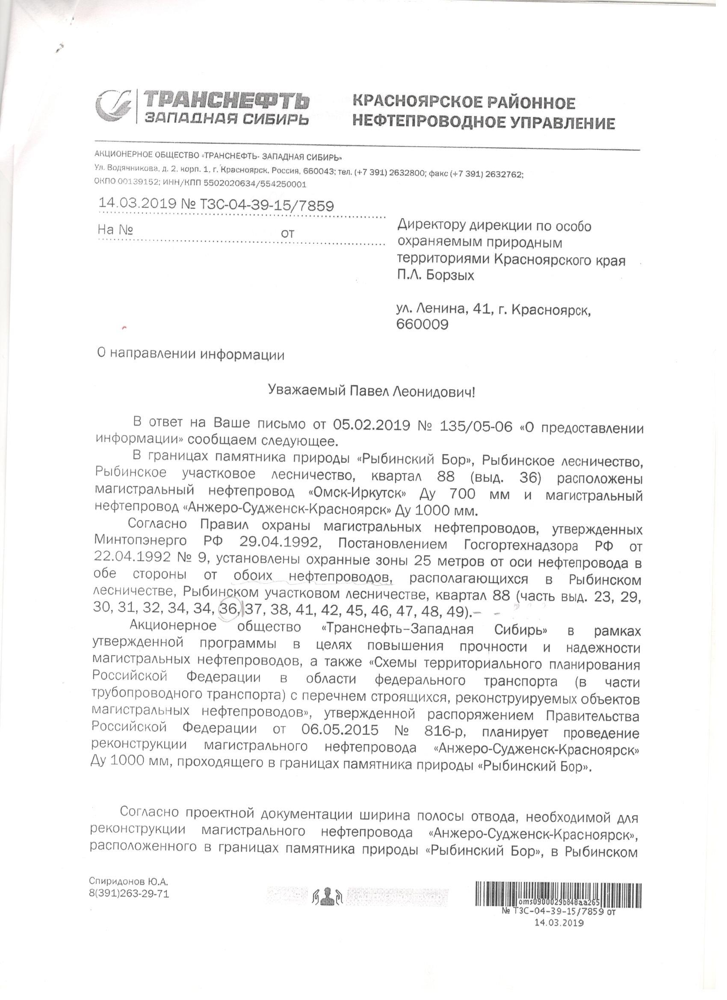 ТРАНСНЕФТЬ
ЗАПАДНАЯ СИБИРЬ
КРАСНОЯРСКОЕ РАЙОННОЕ
НЕФТЕПРОВОДНОЕ УПРАВЛЕНИЕ
АКЦИОНЕРНОЕ ОБЩЕСТВО «ТРАНСНЕФТЬ- ЗАПАДНАЯ СИБИРЬ»
Ул. Водянникова, д. 2, корп. 1, г. Красноярск, Россия, 660043; тел. (+7 391) 2632800; факс (+7 391) 2632762;
ОКПО 00139152; ИНН/КПП 5502020634/554250001
14.03.2019 № ТЗС-04-39-15/7859
На № от
Директору дирекции по особо
охраняемым природным
территориями Красноярского края
П.Л. Борзых
ул. Ленина, 41, г. Красноярск,
660009
О направлении информации
Уважаемый Павел Леонидович!
В ответ на Ваше письмо от 05.02.2019 № 135/05-06 «О предоставлении
информации» сообщаем следующее.
В границах памятника природы «Рыбинский Бор», Рыбинское лесничество,
Рыбинское участковое лесничество, квартал 88 (выд. 36) расположены
магистральный нефтепровод «Омск-Иркутск» Ду 700 мм и магистральный
нефтепровод «Анжеро-Судженск-Красноярск» Ду 1000 мм.
Согласно Правил охраны магистральных нефтепроводов, утвержденных
Минтопэнерго РФ 29.04.1992, Постановлением Госгортехнадзора РФ от
22.04.1992 № 9, установлены охранные зоны 25 метров от оси нефтепровода в
обе стороны от обоих нефтепроводов, располагающихся в Рыбинском
лесничестве, Рыбинском участковом лесничестве, квартал 88 (часть выд. 23, 29,
30, 31, 32, 34, 34, 36, 37, 38, 41, 42, 45, 46, 47, 48, 49).
Акционерное общество «Транснефть–Западная Сибирь» в рамках
утвержденной программы в целях повышения прочности и надежности
магистральных нефтепроводов, а также «Схемы территориального планирования
Российской Федерации в области федерального транспорта (в части
трубопроводного транспорта) с перечнем строящихся, реконструируемых объектов
магистральных нефтепроводов», утвержденной распоряжением Правительства
Российской Федерации от 06.05.2015 № 816-р, планирует проведение
реконструкции магистрального нефтепровода «Анжеро-Судженск-Красноярск»
Ду 1000 мм, проходящего в границах памятника природы «Рыбинский Бор».
Согласно проектной документации ширина полосы отвода, необходимой для
реконструкции магистрального нефтепровода «Анжеро-Судженск-Красноярск»,
расположенного в границах памятника природы «Рыбинский Бор», в Рыбинском
Спиридонов Ю.А.
8(391)263-29-71
oms0900029b848aa265
№ ТЗС-04-39-15/7859 от
14.03.2019